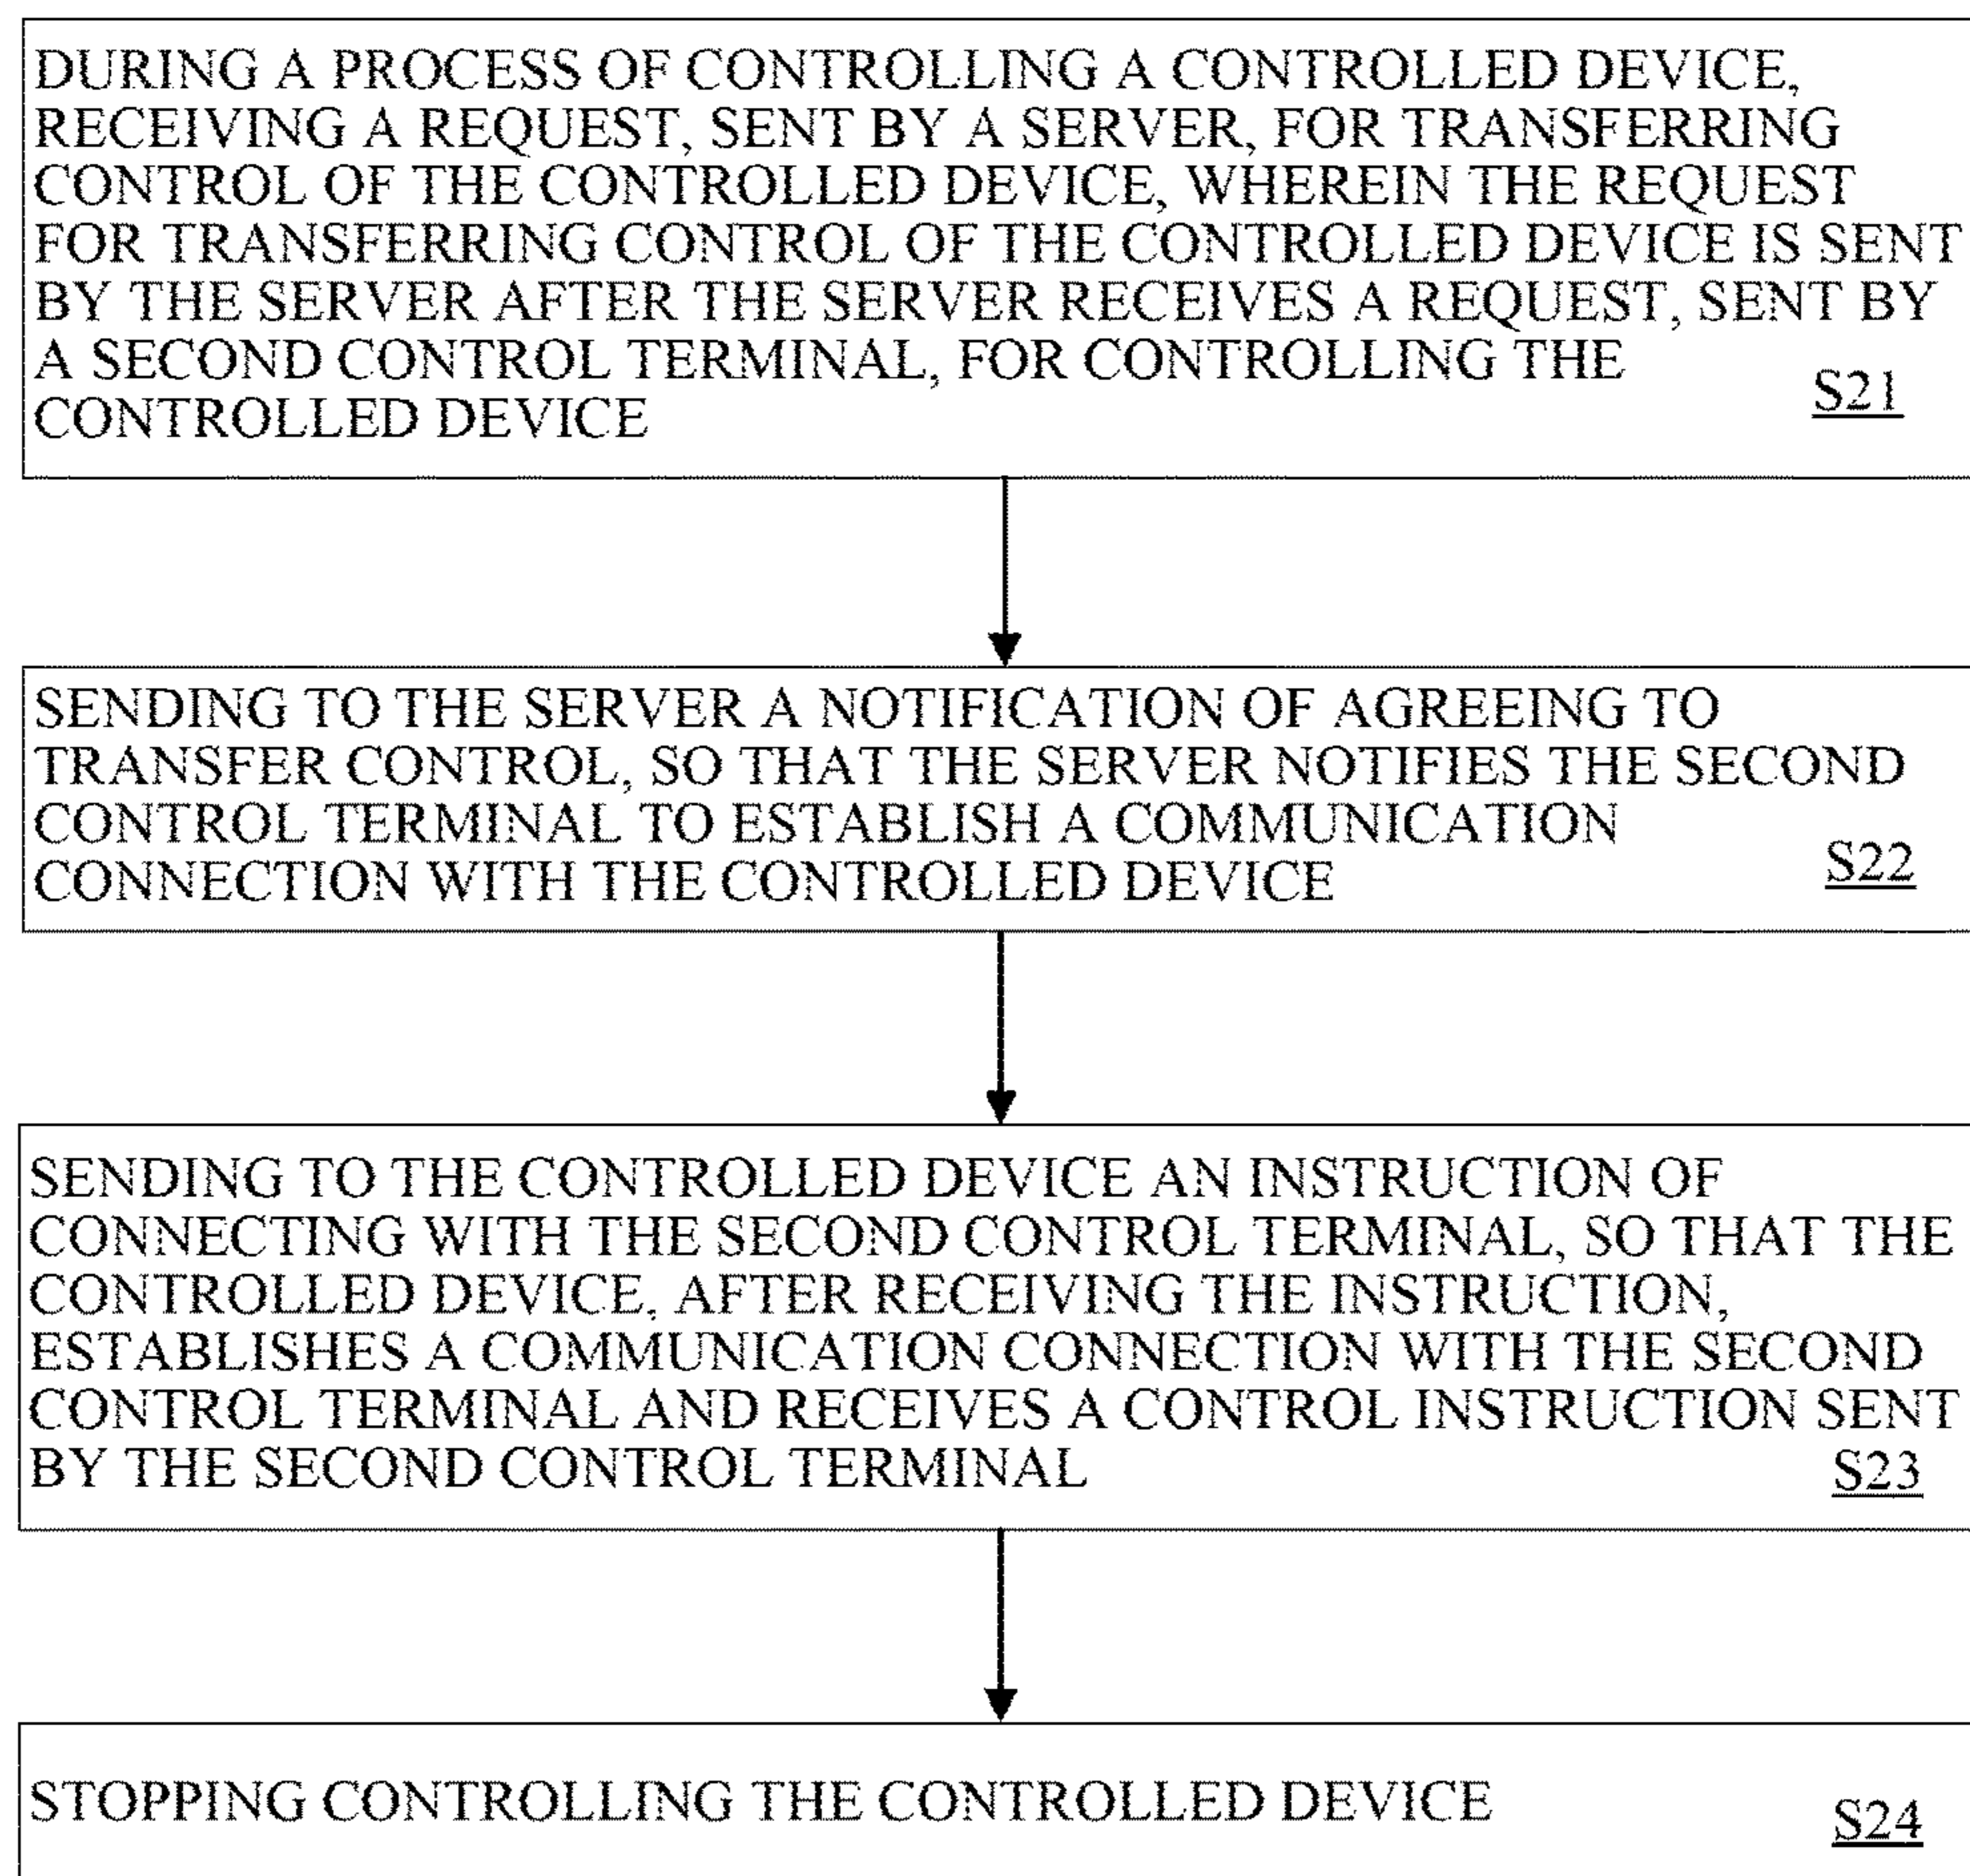 DURING A PROCESS OF CONTROLLING A CONTROLLED DEVICE,
RECEIVING A REQUEST, SENT BY A SERVER, FOR TRANSFERRING
CONTROL OF THE CONTROLLED DEVICE, WHEREIN THE REQUEST
FOR TRANSFERRING CONTROL OF THE CONTROLLED DEVICE IS SENT
BY THE SERVER AFTER THE SERVER RECEIVES A REQUEST, SENT BY
A SECOND CONTROL TERMINAL, FOR CONTROLLING THE
CONTROLLED DEVICE
S21
SENDING TO THE SERVER A NOTIFICATION OF AGREEING TO
TRANSFER CONTROL, SO THAT THE SERVER NOTIFIES THE SECOND
CONTROL TERMINAL TO ESTABLISH A COMMUNICATION
CONNECTION WITH THE CONTROLLED DEVICE
S22
SENDING TO THE CONTROLLED DEVICE AN INSTRUCTION OF
CONNECTING WITH THE SECOND CONTROL TERMINAL, SO THAT THE
CONTROLLED DEVICE, AFTER RECEIVING THE INSTRUCTION,
ESTABLISHES A COMMUNICATION CONNECTION WITH THE SECOND
CONTROL TERMINAL AND RECEIVES A CONTROL INSTRUCTION SENT
BY THE SECOND CONTROL TERMINAL
S23
STOPPING CONTROLLING THE CONTROLLED DEVICE
S24